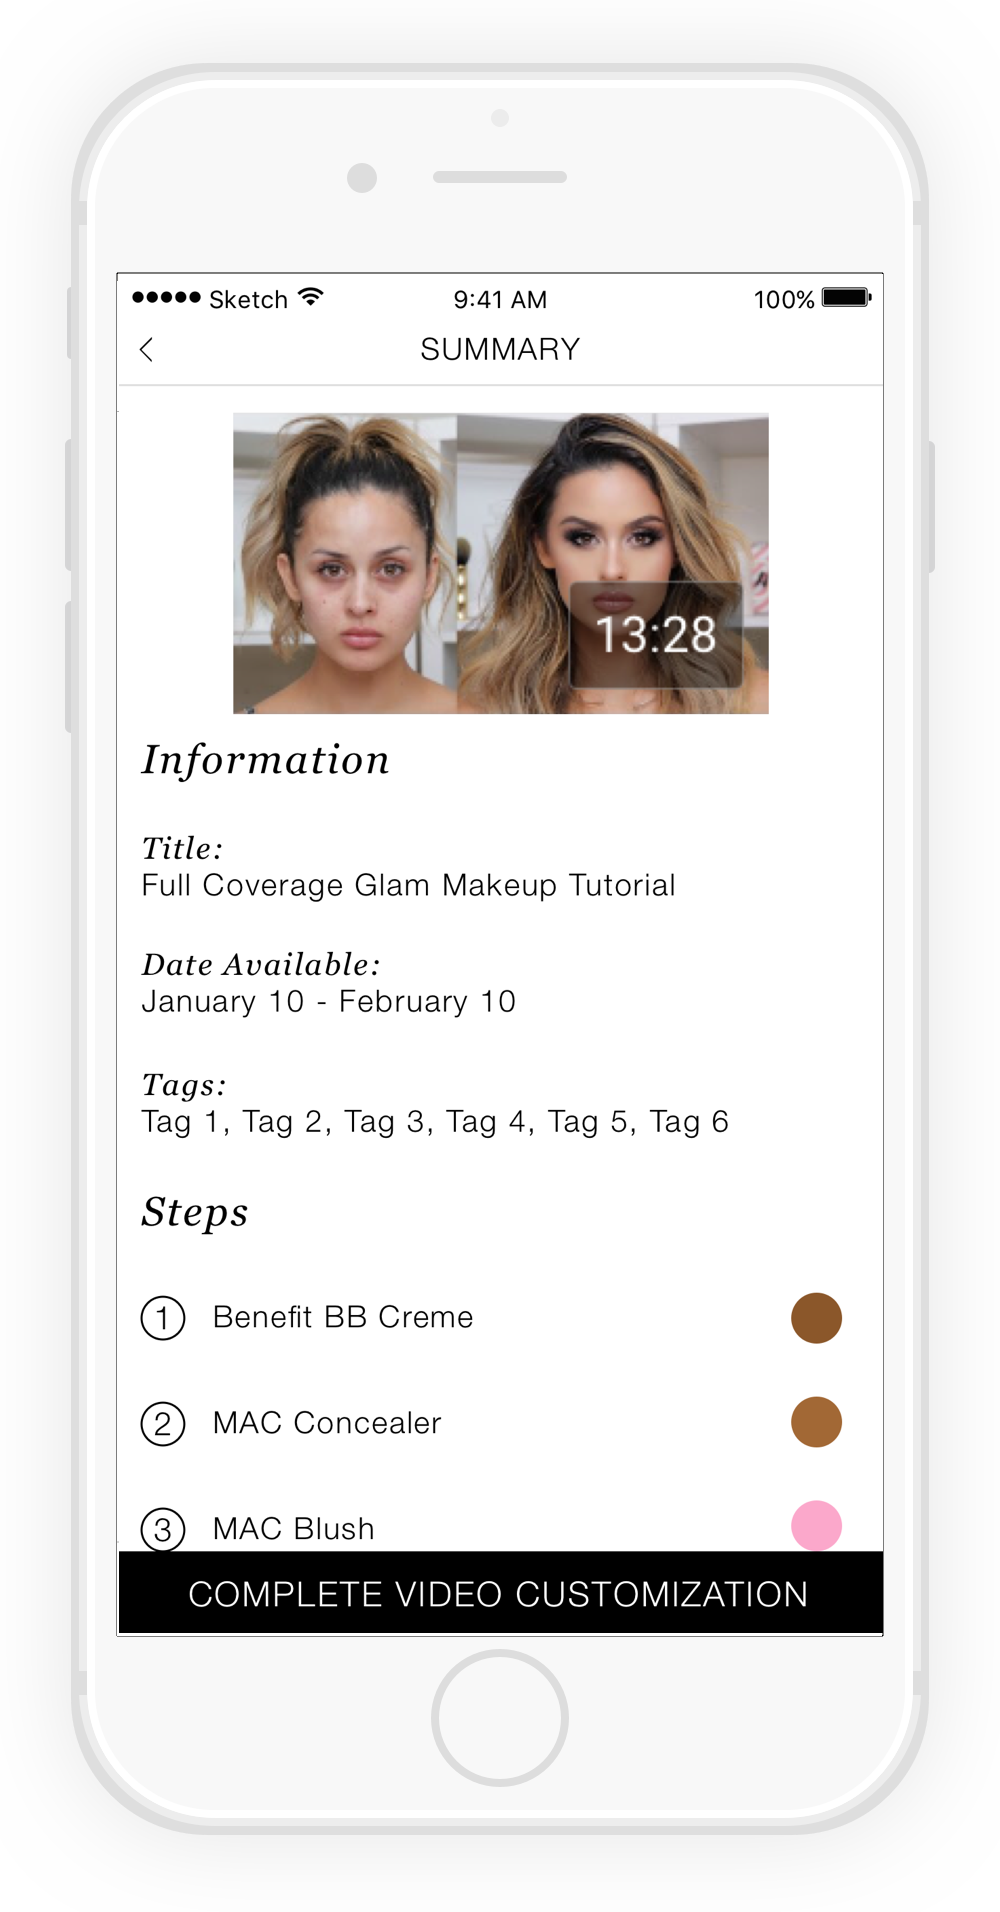 Sketch 9:41 AM 100%
SUMMARY
13:28
Information
Title:
Full Coverage Glam Makeup Tutorial
Date Available:
January 10 - February 10
Tags:
Tag 1, Tag 2, Tag 3, Tag 4, Tag 5, Tag 6
Steps
1 Benefit BB Creme
2 MAC Concealer
3 MAC Blush
COMPLETE VIDEO CUSTOMIZATION